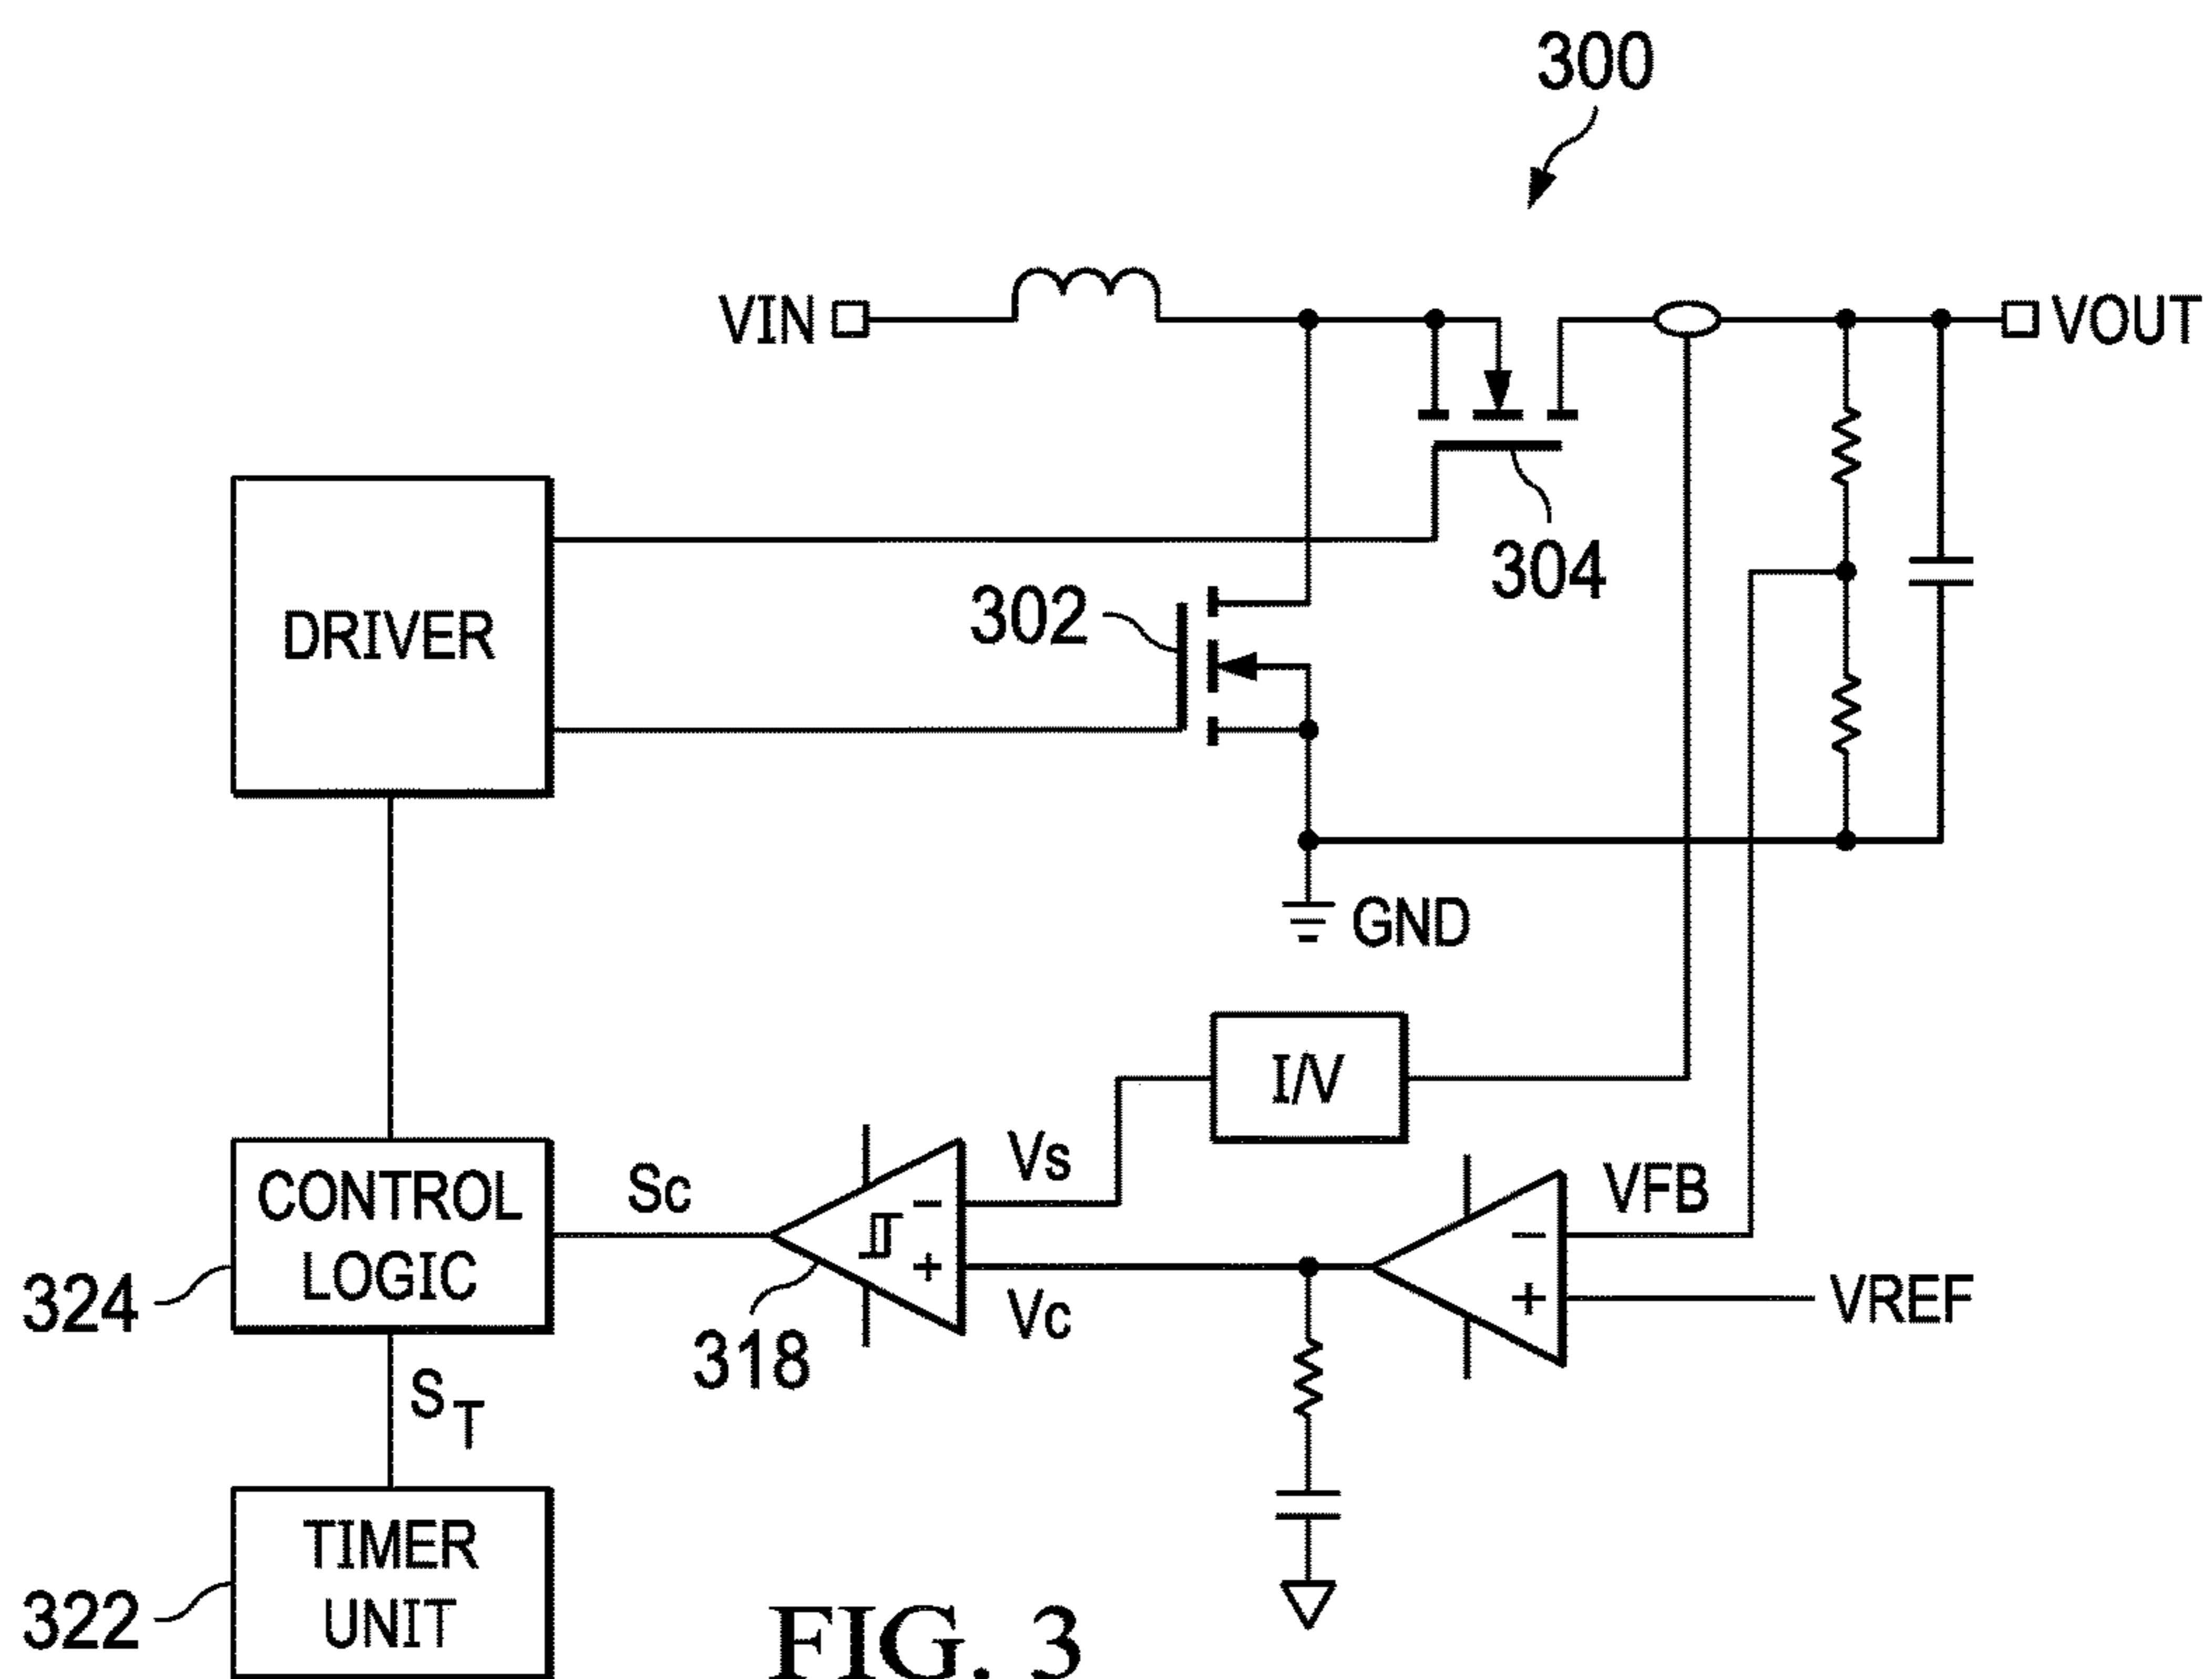 300
VIN
VOUT
304
302
DRIVER
GND
I/V
Vs
Sc
VFB
CONTROL
LOGIC
-
+
-
+
VREF
324
318
Vc
ST
TIMER
UNIT
322
FIG. 3